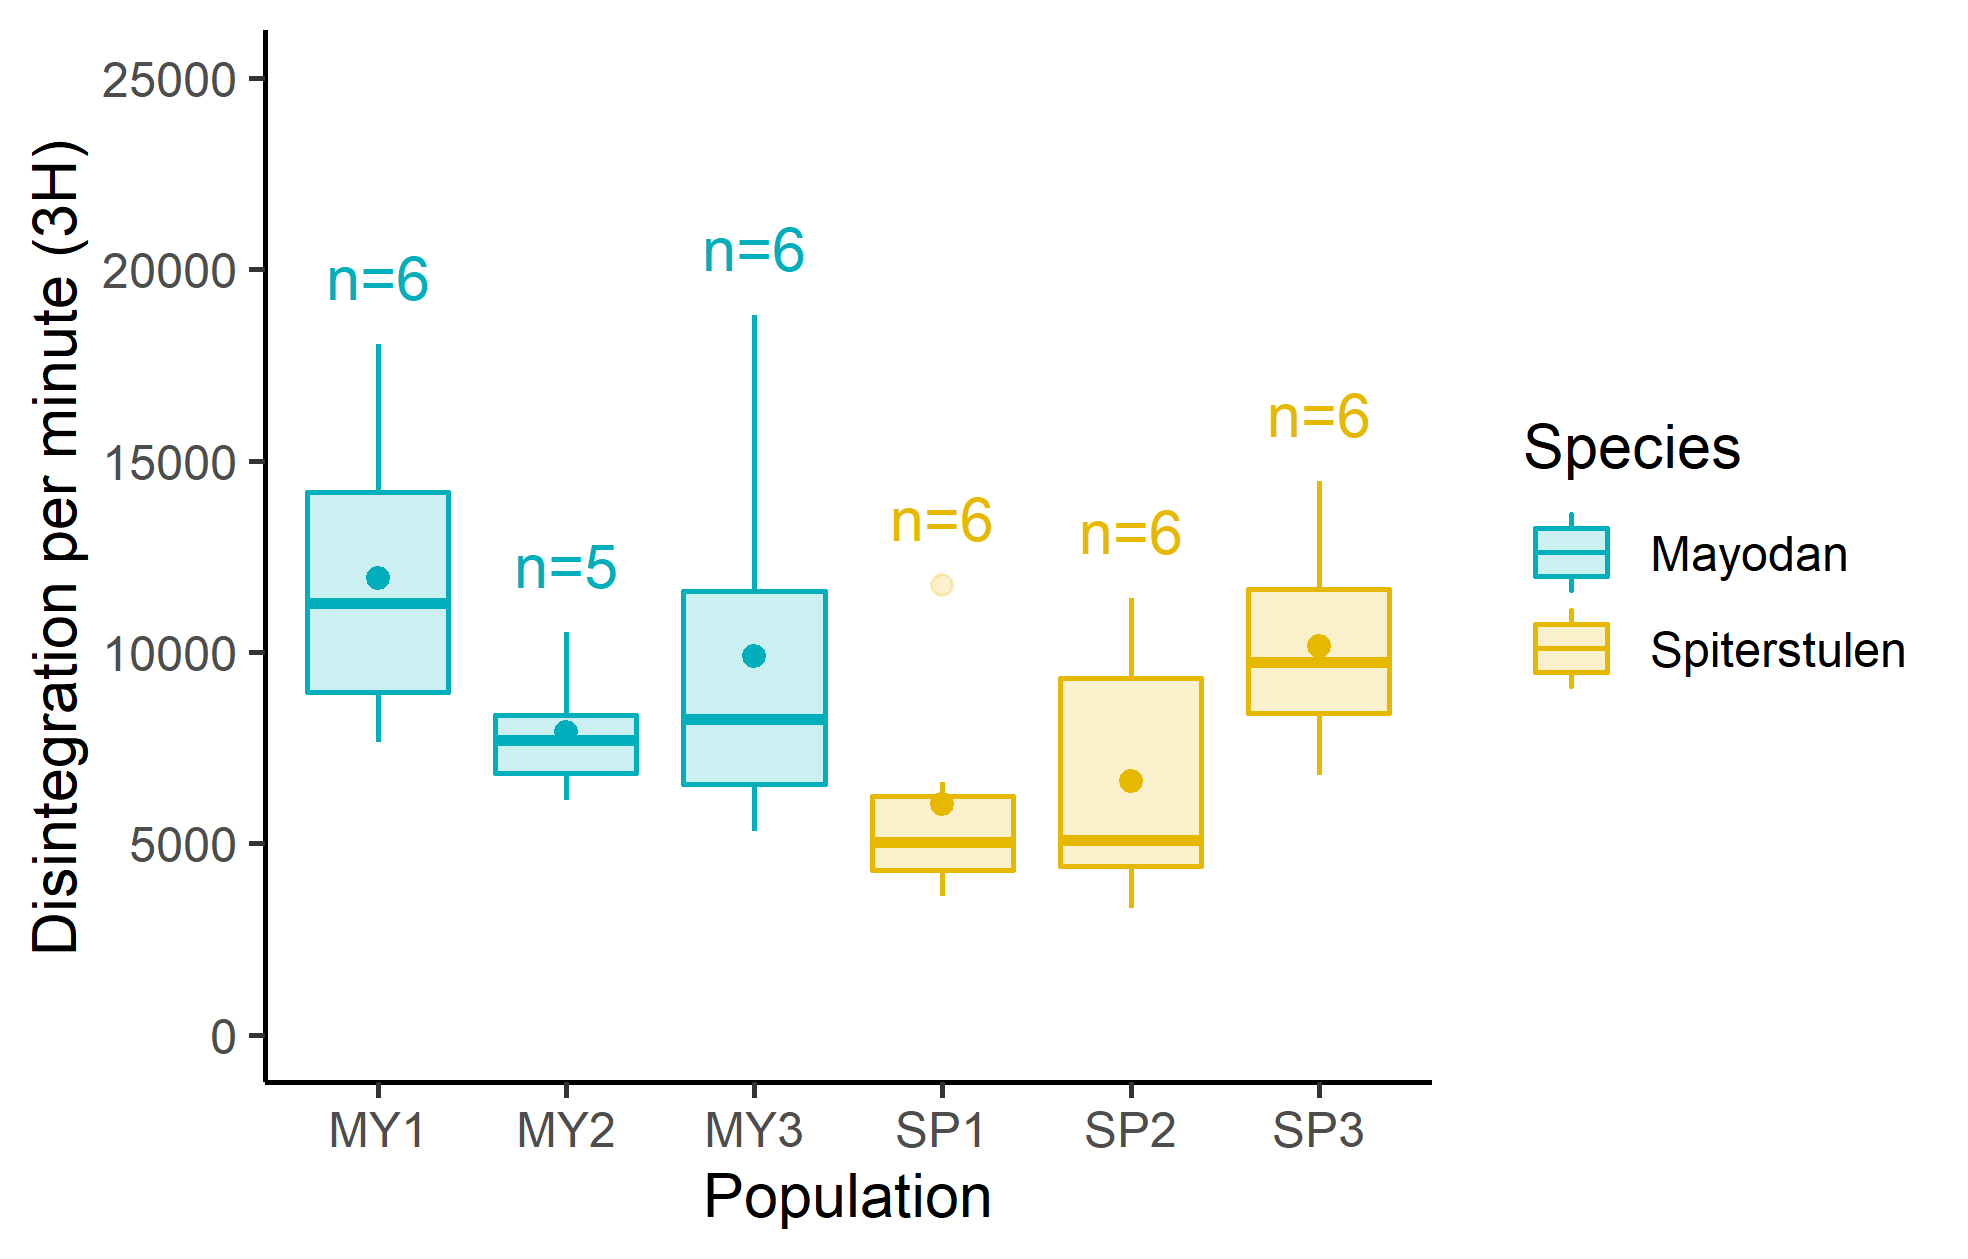 Disintegration per minute (3H)
25000
20000
15000
10000
5000
0
n=6
n=5
n=6
n=6
n=6
n=6
MY1
MY2
MY3
SP1
SP2
SP3
Population
Species
Mayodan
Spiterstulen